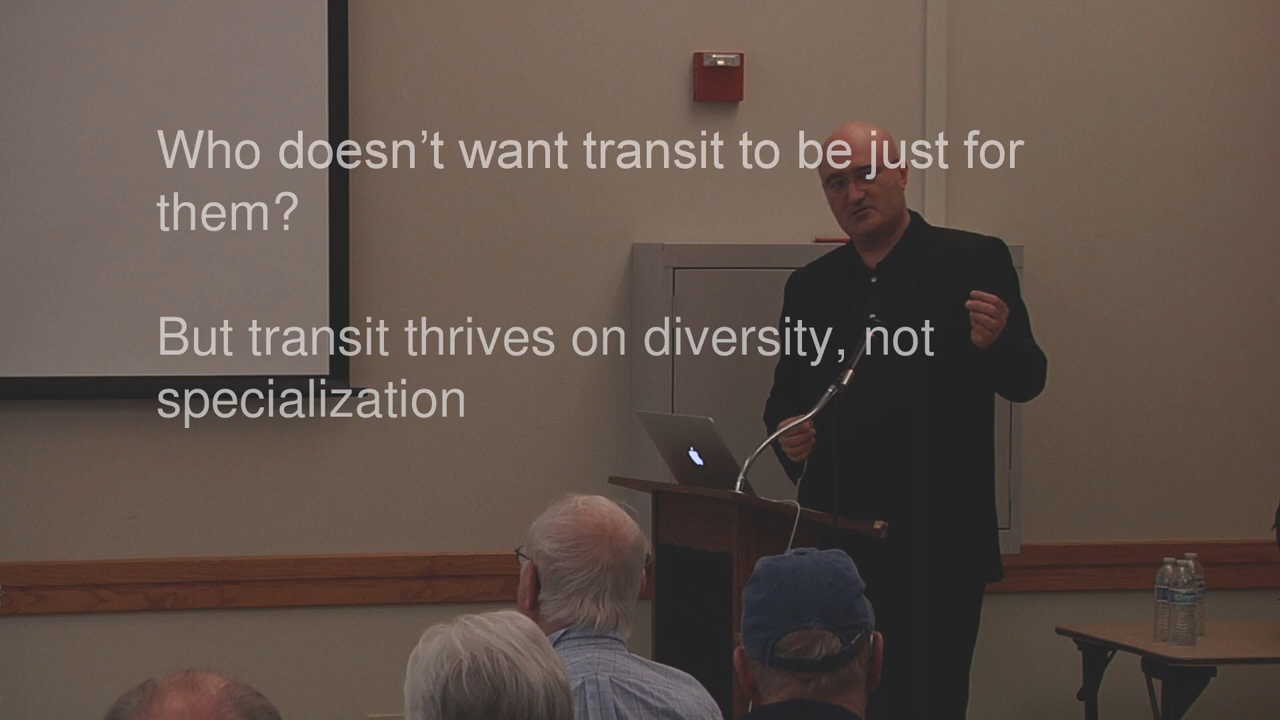 Who doesn’t want transit to be just for
them?
But transit thrives on diversity, not
specialization